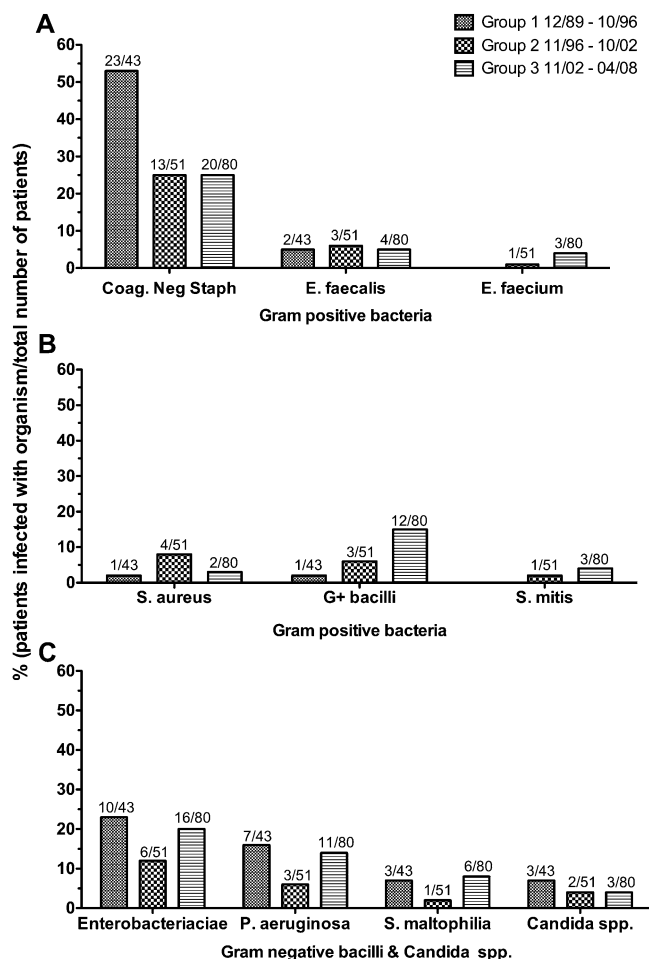 A
Group 1 12/89 - 10/96
Group 2 11/96 - 10/02
Group 3 11/02 - 04/08
% (patients infected with organism/total number of patients)
60
50
40
30
20
10
0
23/43
13/51
20/80
2/43
3/51
4/80
1/51
3/80
Coag. Neg Staph
E. faecalis
E. faecium
Gram positive bacteria
B
60
50
40
30
20
10
0
1/43
4/51
2/80
1/43
3/51
12/80
1/51
3/80
S. aureus
G+ bacilli
S. mitis
Gram positive bacteria
C
60
50
40
30
20
10
0
10/43
6/51
16/80
7/43
3/51
11/80
3/43
1/51
6/80
3/43
2/51
3/80
Enterobacteriaciae
P. aeruginosa
S. maltophilia
Candida spp.
Gram negative bacilli & Candida spp.